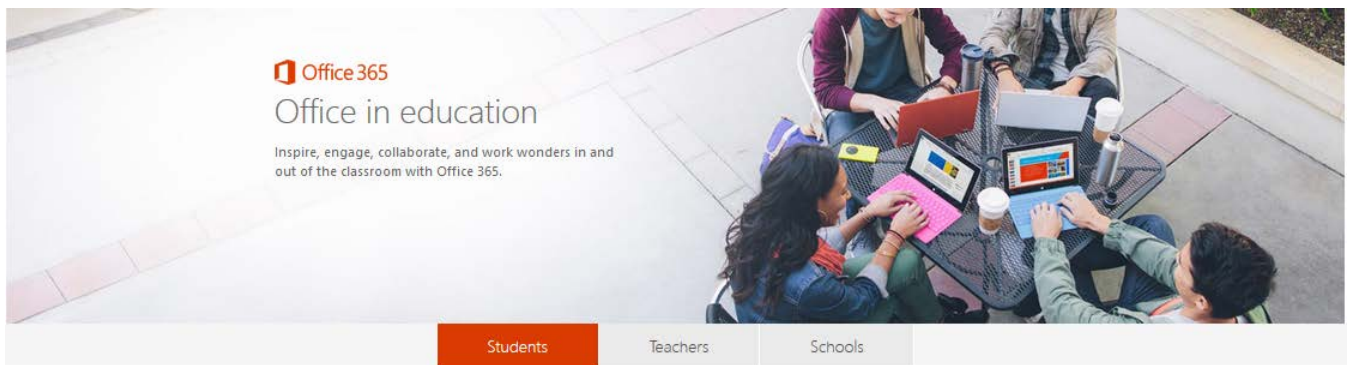 Office 365
Office in education
Inspire, engage, collaborate, and work wonders in and
out of the classroom with Office 365.
Students
Teachers
Schools